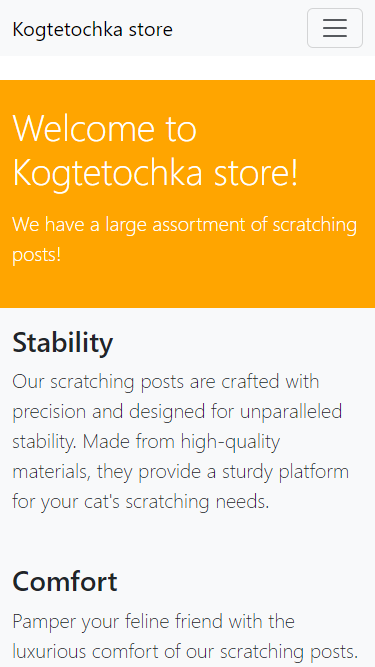 Kogtetochka store
Welcome to
Kogtetochka store!
We have a large assortment of scratching
posts!
Stability
Our scratching posts are crafted with
precision and designed for unparalleled
stability. Made from high-quality
materials, they provide a sturdy platform
for your cat's scratching needs.
Comfort
Pamper your feline friend with the
luxurious comfort of our scratching posts.